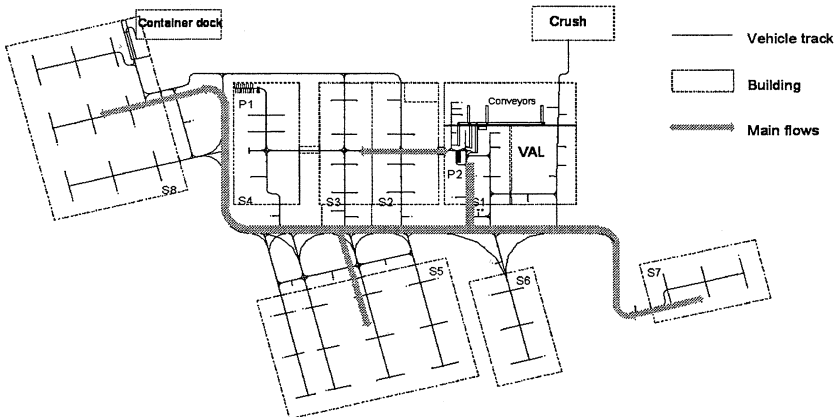 Container dock
Crush
Vehicle track
Building
Main flows
P1
Conveyors
VAL
P2
S8
S4
S3
S2
S1
S5
S6
S7